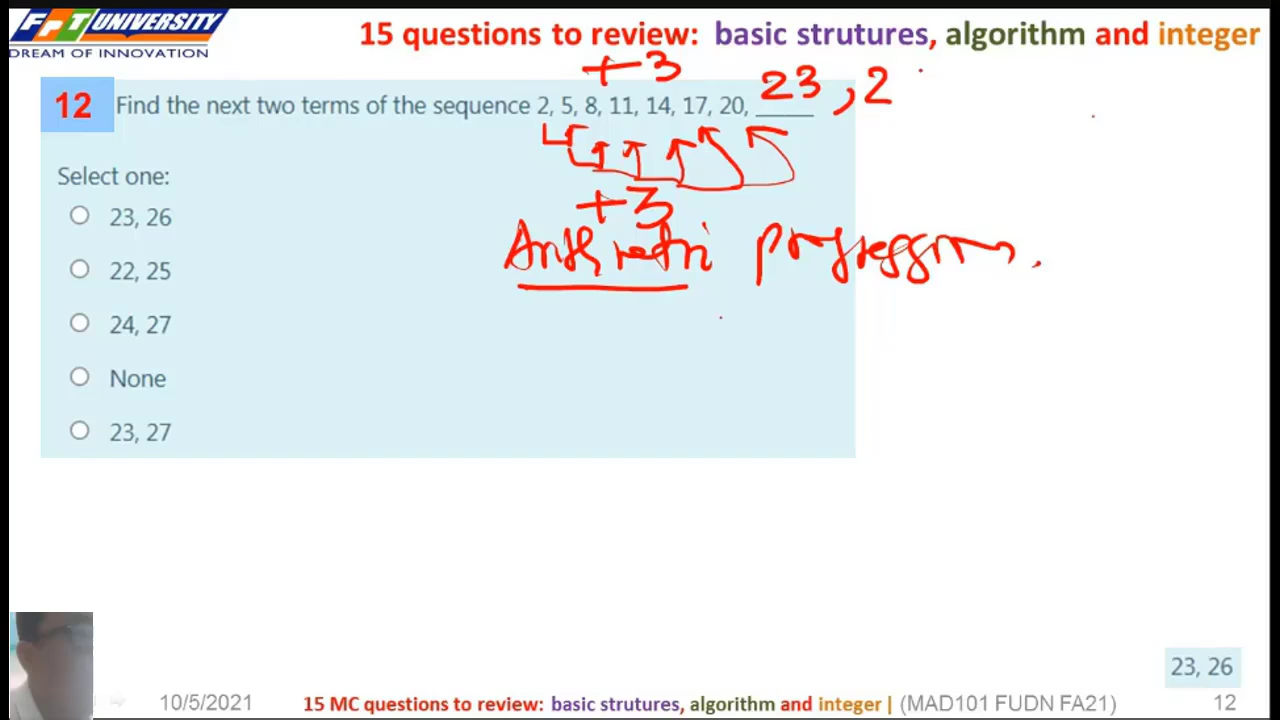 FPT UNIVERSITY
DREAM OF INNOVATION
15 questions to review: basic strutures, algorithm and integer
+3
12 Find the next two terms of the sequence 2, 5, 8, 11, 14, 17, 20, _____ 23, 2
+3
Select one:
23, 26
22, 25
24, 27
None
23, 27
progression.
23, 26
10/5/2021 15 MC questions to review: basic strutures, algorithm and integer | (MAD101 FUDN FA21) 12